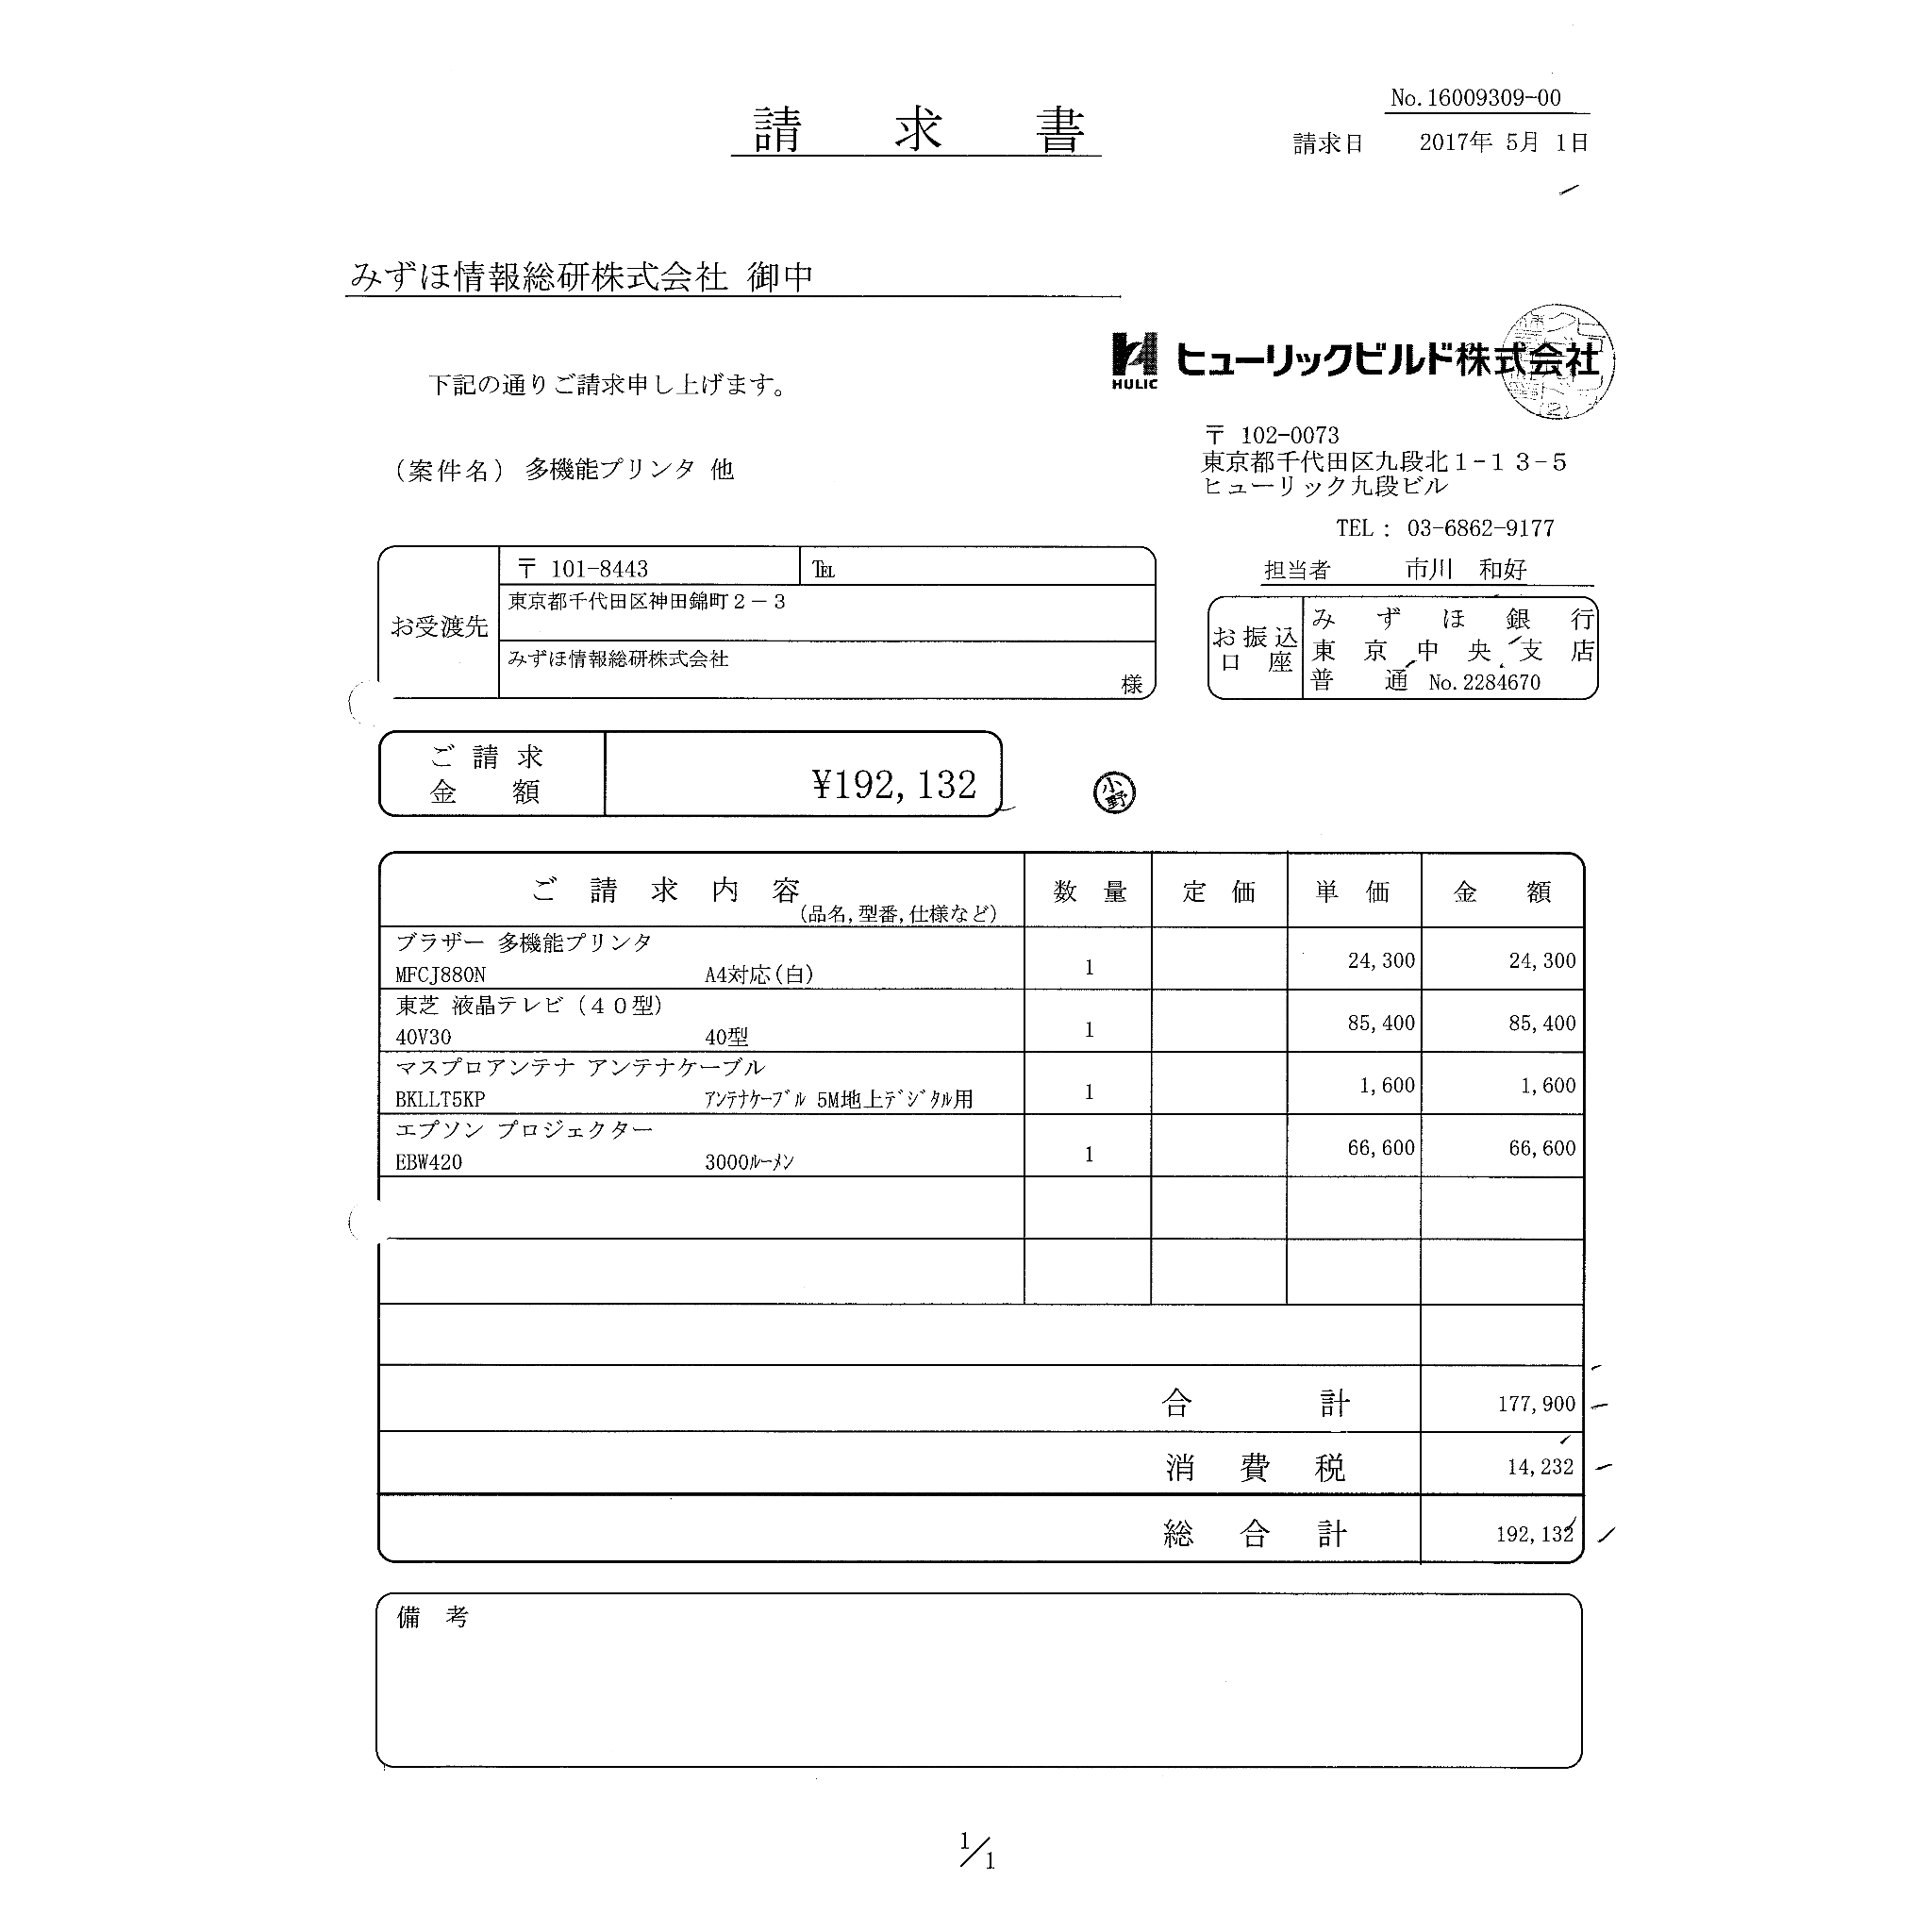 No.16009309-00
請求書
請求日 2017年 5月 1日
みずほ情報総研株式会社 御中
HULIC
ヒューリックビルド株式会社
下記の通りご請求申し上げます。
〒 102-0073
東京都千代田区九段北1-13-5
ヒューリック九段ビル
(案件名) 多機能プリンタ 他
TEL : 03-6862-9177
担当者 市川 和好
お受渡先
〒 101-8443
℡
東京都千代田区神田錦町2-3
みずほ情報総研株式会社
様
お振込口座
みずほ銀行
東京中央支店
普通 No.2284670
ご請求金額 ¥192,132
小野
ご請求内容 (品名,型番,仕様など) 数量 定価 単価 金額
ブラザー 多機能プリンタ
MFCJ880N A4対応(白) 1 24,300 24,300
東芝 液晶テレビ(40型)
40V30 40型 1 85,400 85,400
マスプロアンテナ アンテナケーブル
BKLLT5KP ｱﾝﾃﾅｹｰﾌﾞﾙ 5M地上ﾃﾞｼﾞﾀﾙ用 1 1,600 1,600
エプソン プロジェクター
EBW420 3000ﾙｰﾒﾝ 1 66,600 66,600
合計 177,900
消費税 14,232
総合計 192,132
備考
1/1